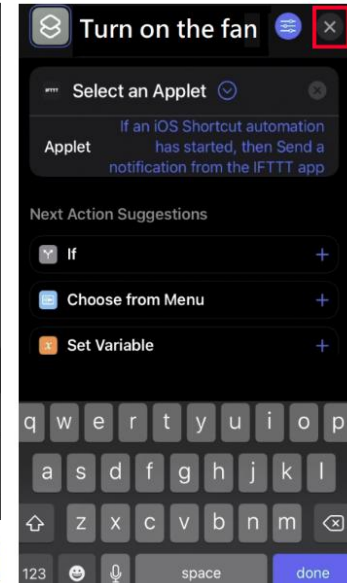 Turn on the fan
IFTTT Select an Applet
Applet If an iOS Shortcut automation
has started, then Send a
notification from the IFTTT app
Next Action Suggestions
If
Choose from Menu
x Set Variable
q w e r t y u i o p
a s d f g h j k l
z x c v b n m
123 space done